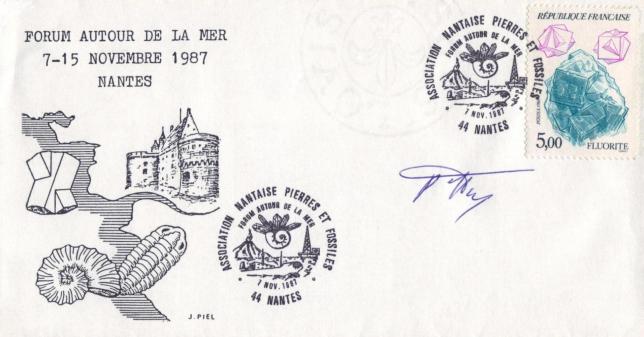 FORUM AUTOUR DE LA MER
7-15 NOVEMBRE 1987
NANTES
ASSOCIATION NANTAISE PIERRES ET FOSSILES
FORUM AUTOUR DE LA MER
7 NOV. 1987
44 NANTES
RÉPUBLIQUE FRANÇAISE
5,00 FLUORITE
ASSOCIATION NANTAISE PIERRES ET FOSSILES
FORUM AUTOUR DE LA MER
7 NOV. 1987
44 NANTES
J. PIEL